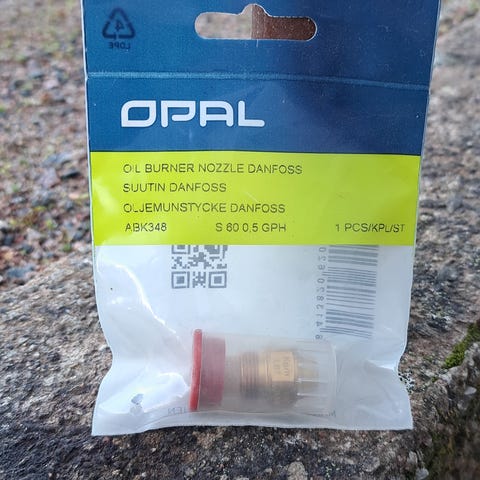 4
LDPE
OPAL
OIL BURNER NOZZLE DANFOSS
SUUTIN DANFOSS
OLJEMUNSTYCKE DANFOSS
ABK348 S 60 0,5 GPH 1 PCS/KPL/ST